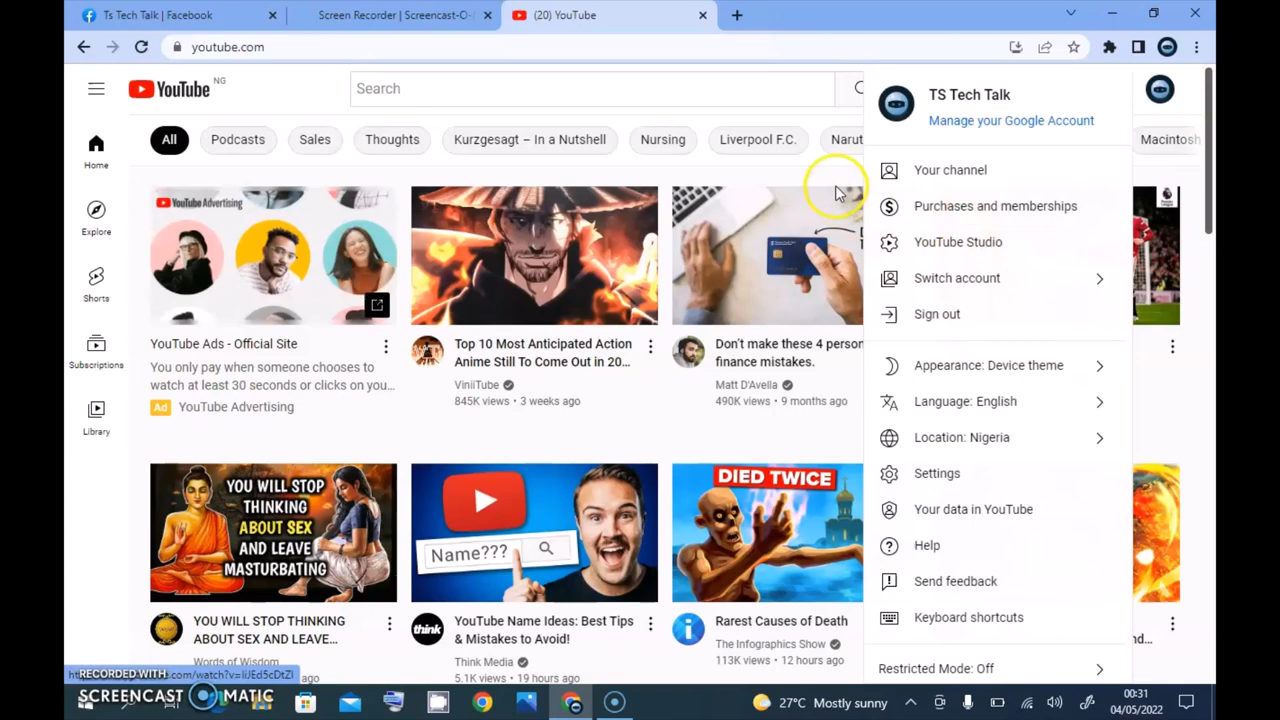 Ts Tech Talk | Facebook
Screen Recorder | Screencast-O-
(20) YouTube
youtube.com
YouTube NG
Search
All
Podcasts
Sales
Thoughts
Kurzgesagt – In a Nutshell
Nursing
Liverpool F.C.
Narut
Macintosh
Home
Explore
Shorts
Subscriptions
Library
TS Tech Talk
Manage your Google Account
Your channel
Purchases and memberships
YouTube Studio
Switch account
Sign out
Appearance: Device theme
Language: English
Location: Nigeria
Settings
Your data in YouTube
Help
Send feedback
Keyboard shortcuts
Restricted Mode: Off
YouTube Advertising
YouTube Ads - Official Site
You only pay when someone chooses to
watch at least 30 seconds or clicks on you...
Ad YouTube Advertising
Top 10 Most Anticipated Action
Anime Still To Come Out in 20...
ViniiTube
845K views • 3 weeks ago
Don't make these 4 person
finance mistakes.
Matt D'Avella
490K views • 9 months ago
YOU WILL STOP
THINKING
ABOUT SEX
AND LEAVE
MASTURBATING
YOU WILL STOP THINKING
ABOUT SEX AND LEAVE...
Words of Wisdom
ago
Name???
think
YouTube Name Ideas: Best Tips
& Mistakes to Avoid!
Think Media
5.1K views • 19 hours ago
DIED TWICE
Rarest Causes of Death
The Infographics Show
113K views • 12 hours ago
RECORDED WITH
SCREENCAST MATIC
27°C Mostly sunny
00:31
04/05/2022